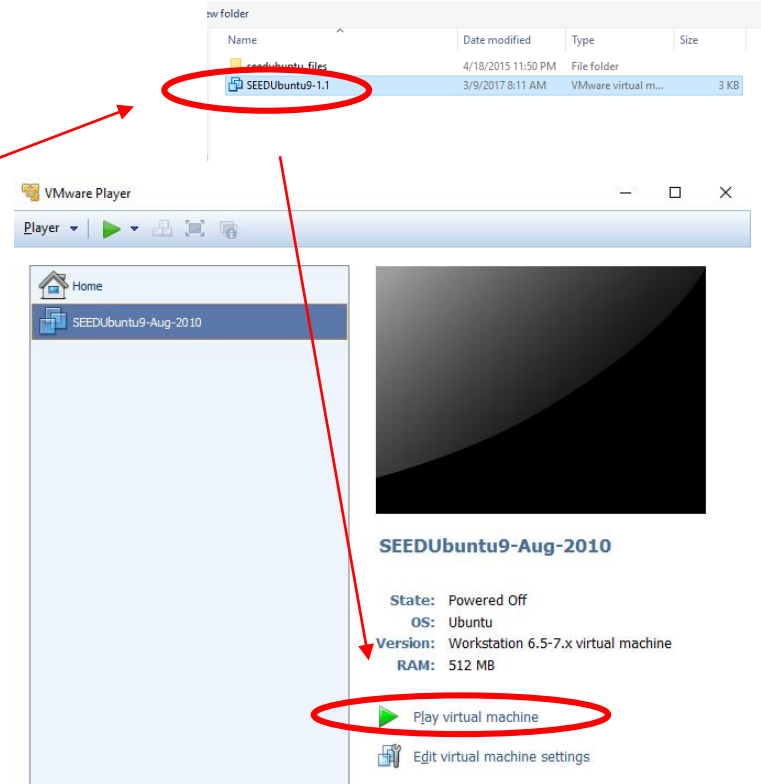 ew folder
Name Date modified Type Size
seedubuntu_files 4/18/2015 11:50 PM File folder
SEEDUbuntu9-1.1 3/9/2017 8:11 AM VMware virtual m... 3 KB
VMware Player
Player
Home
SEEDUbuntu9-Aug-2010
SEEDUbuntu9-Aug-2010
State: Powered Off
OS: Ubuntu
Version: Workstation 6.5-7.x virtual machine
RAM: 512 MB
Play virtual machine
Edit virtual machine settings